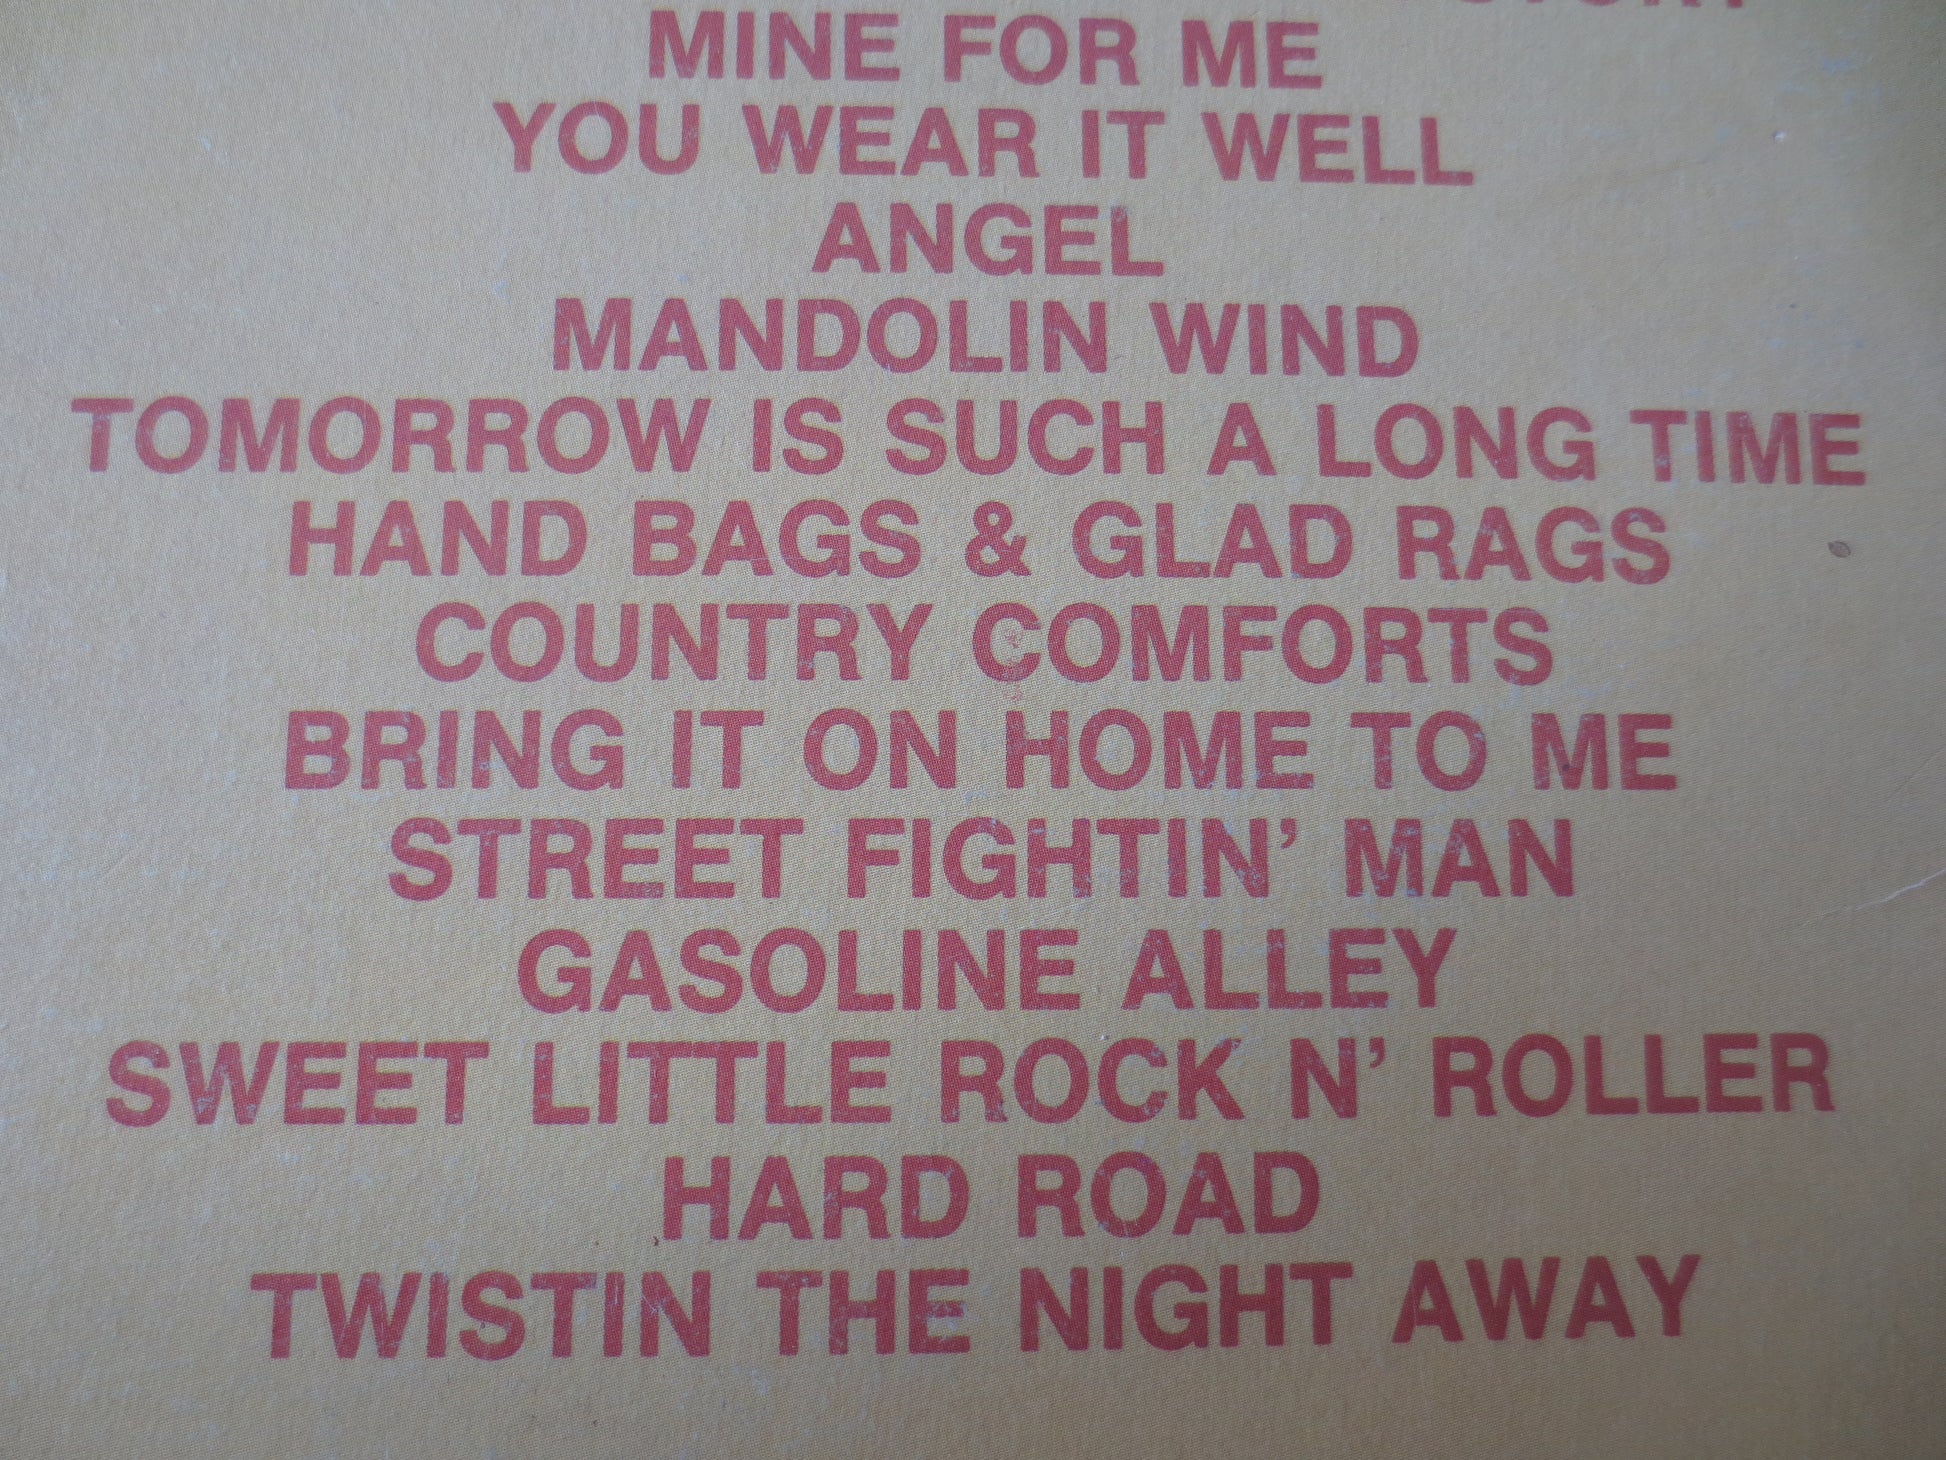 MINE FOR ME
YOU WEAR IT WELL
ANGEL
MANDOLIN WIND
TOMORROW IS SUCH A LONG TIME
HAND BAGS & GLAD RAGS
COUNTRY COMFORTS
BRING IT ON HOME TO ME
STREET FIGHTIN' MAN
GASOLINE ALLEY
SWEET LITTLE ROCK N' ROLLER
HARD ROAD
TWISTIN THE NIGHT AWAY